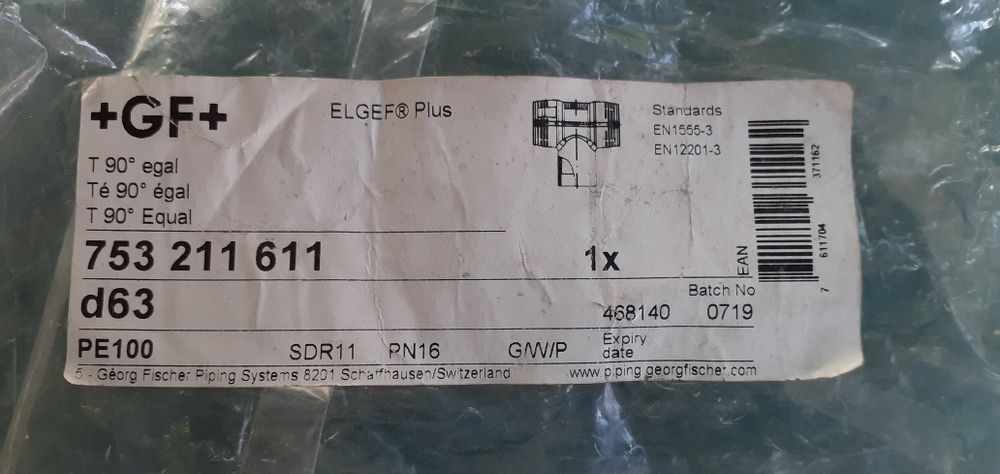 +GF+
ELGEF® Plus
Standards
EN1555-3
EN12201-3
T 90° egal
Té 90° égal
T 90° Equal
753 211 611
1x
EAN
7 611704 371162
d63
Batch No
468140 0719
PE100 SDR11 PN16 G/W/P
Expiry
date
5 - Georg Fischer Piping Systems 8201 Schaffhausen/Switzerland www.piping.georgfischer.com